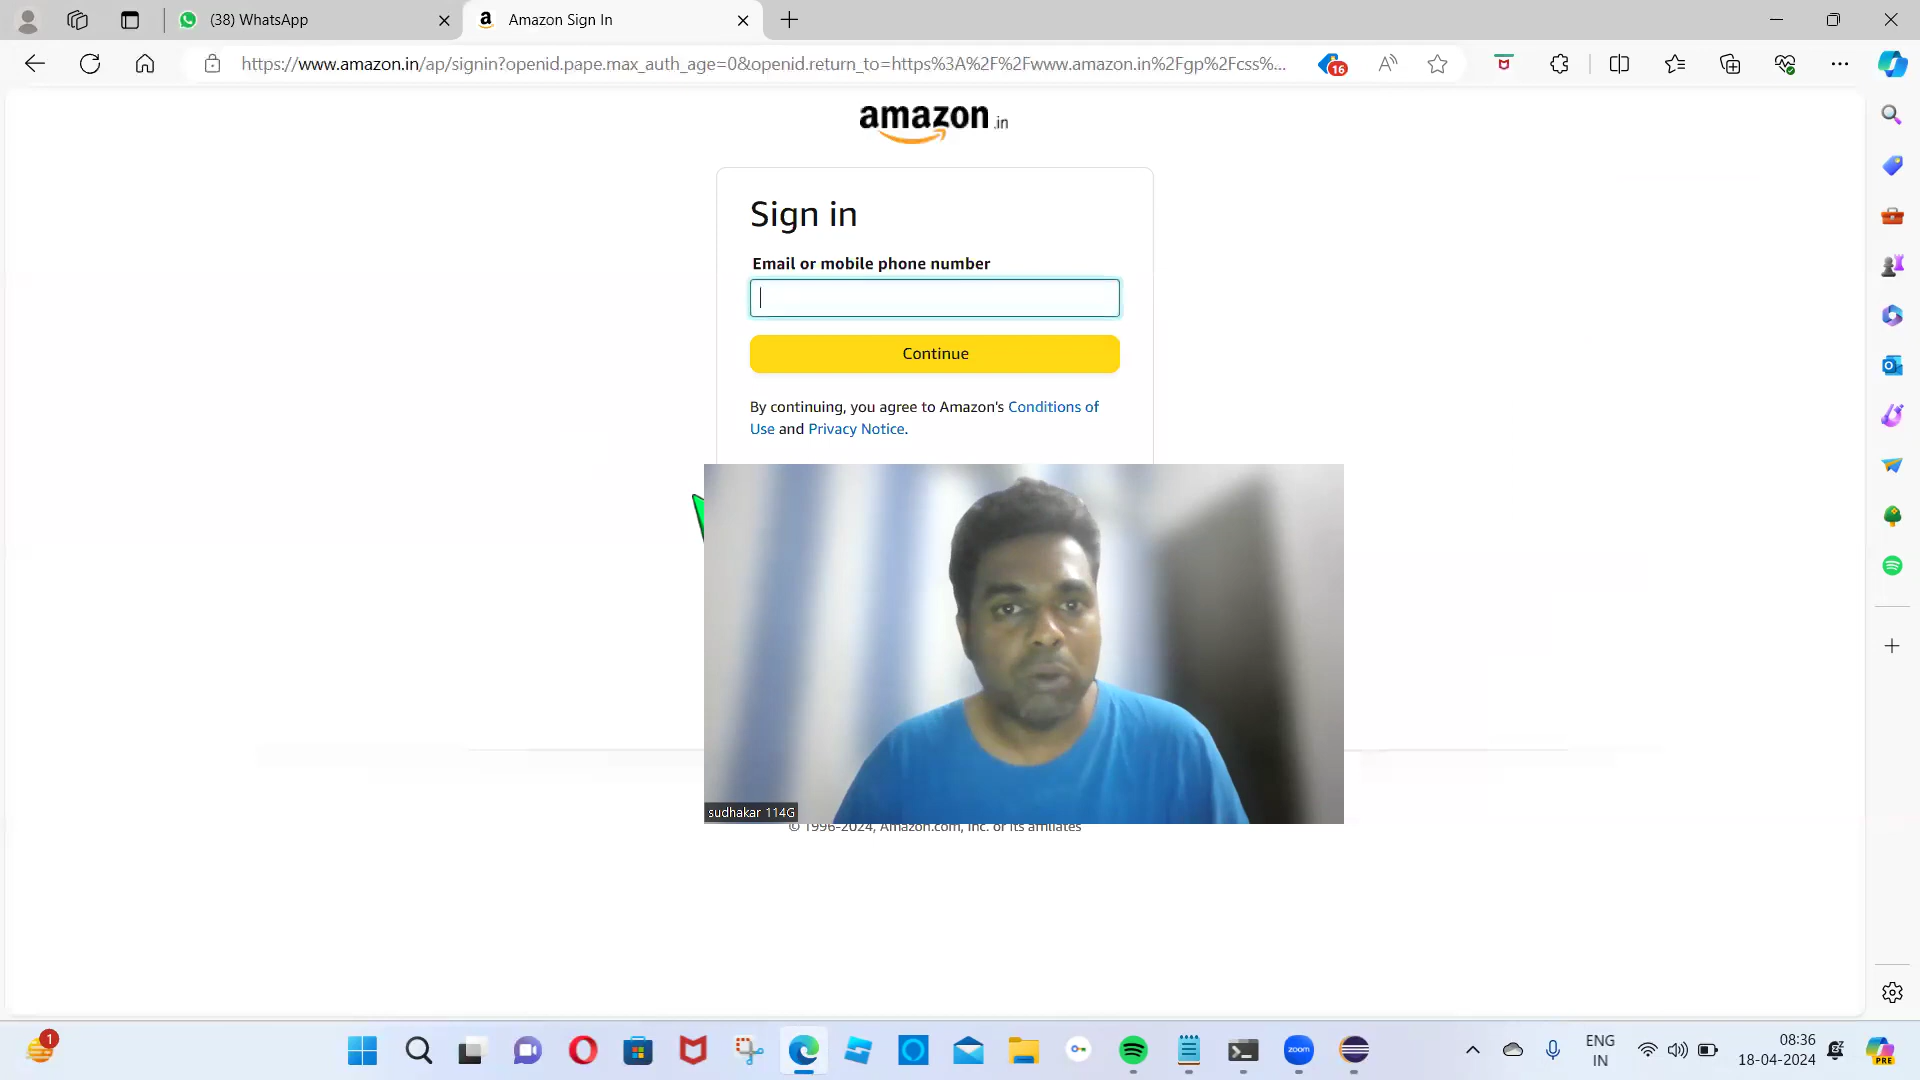 (38) WhatsApp
Amazon Sign In
https://www.amazon.in/ap/signin?openid.pape.max_auth_age=0&openid.return_to=https%3A%2F%2Fwww.amazon.in%2Fgp%2Fcss%...
16
amazon.in
Sign in
Email or mobile phone number
Continue
By continuing, you agree to Amazon's Conditions of
Use and Privacy Notice.
sudhakar 114G
© 1996-2024, Amazon.com, Inc. or its affiliates
1
zoom
ENG
IN
08:36
18-04-2024
PRE